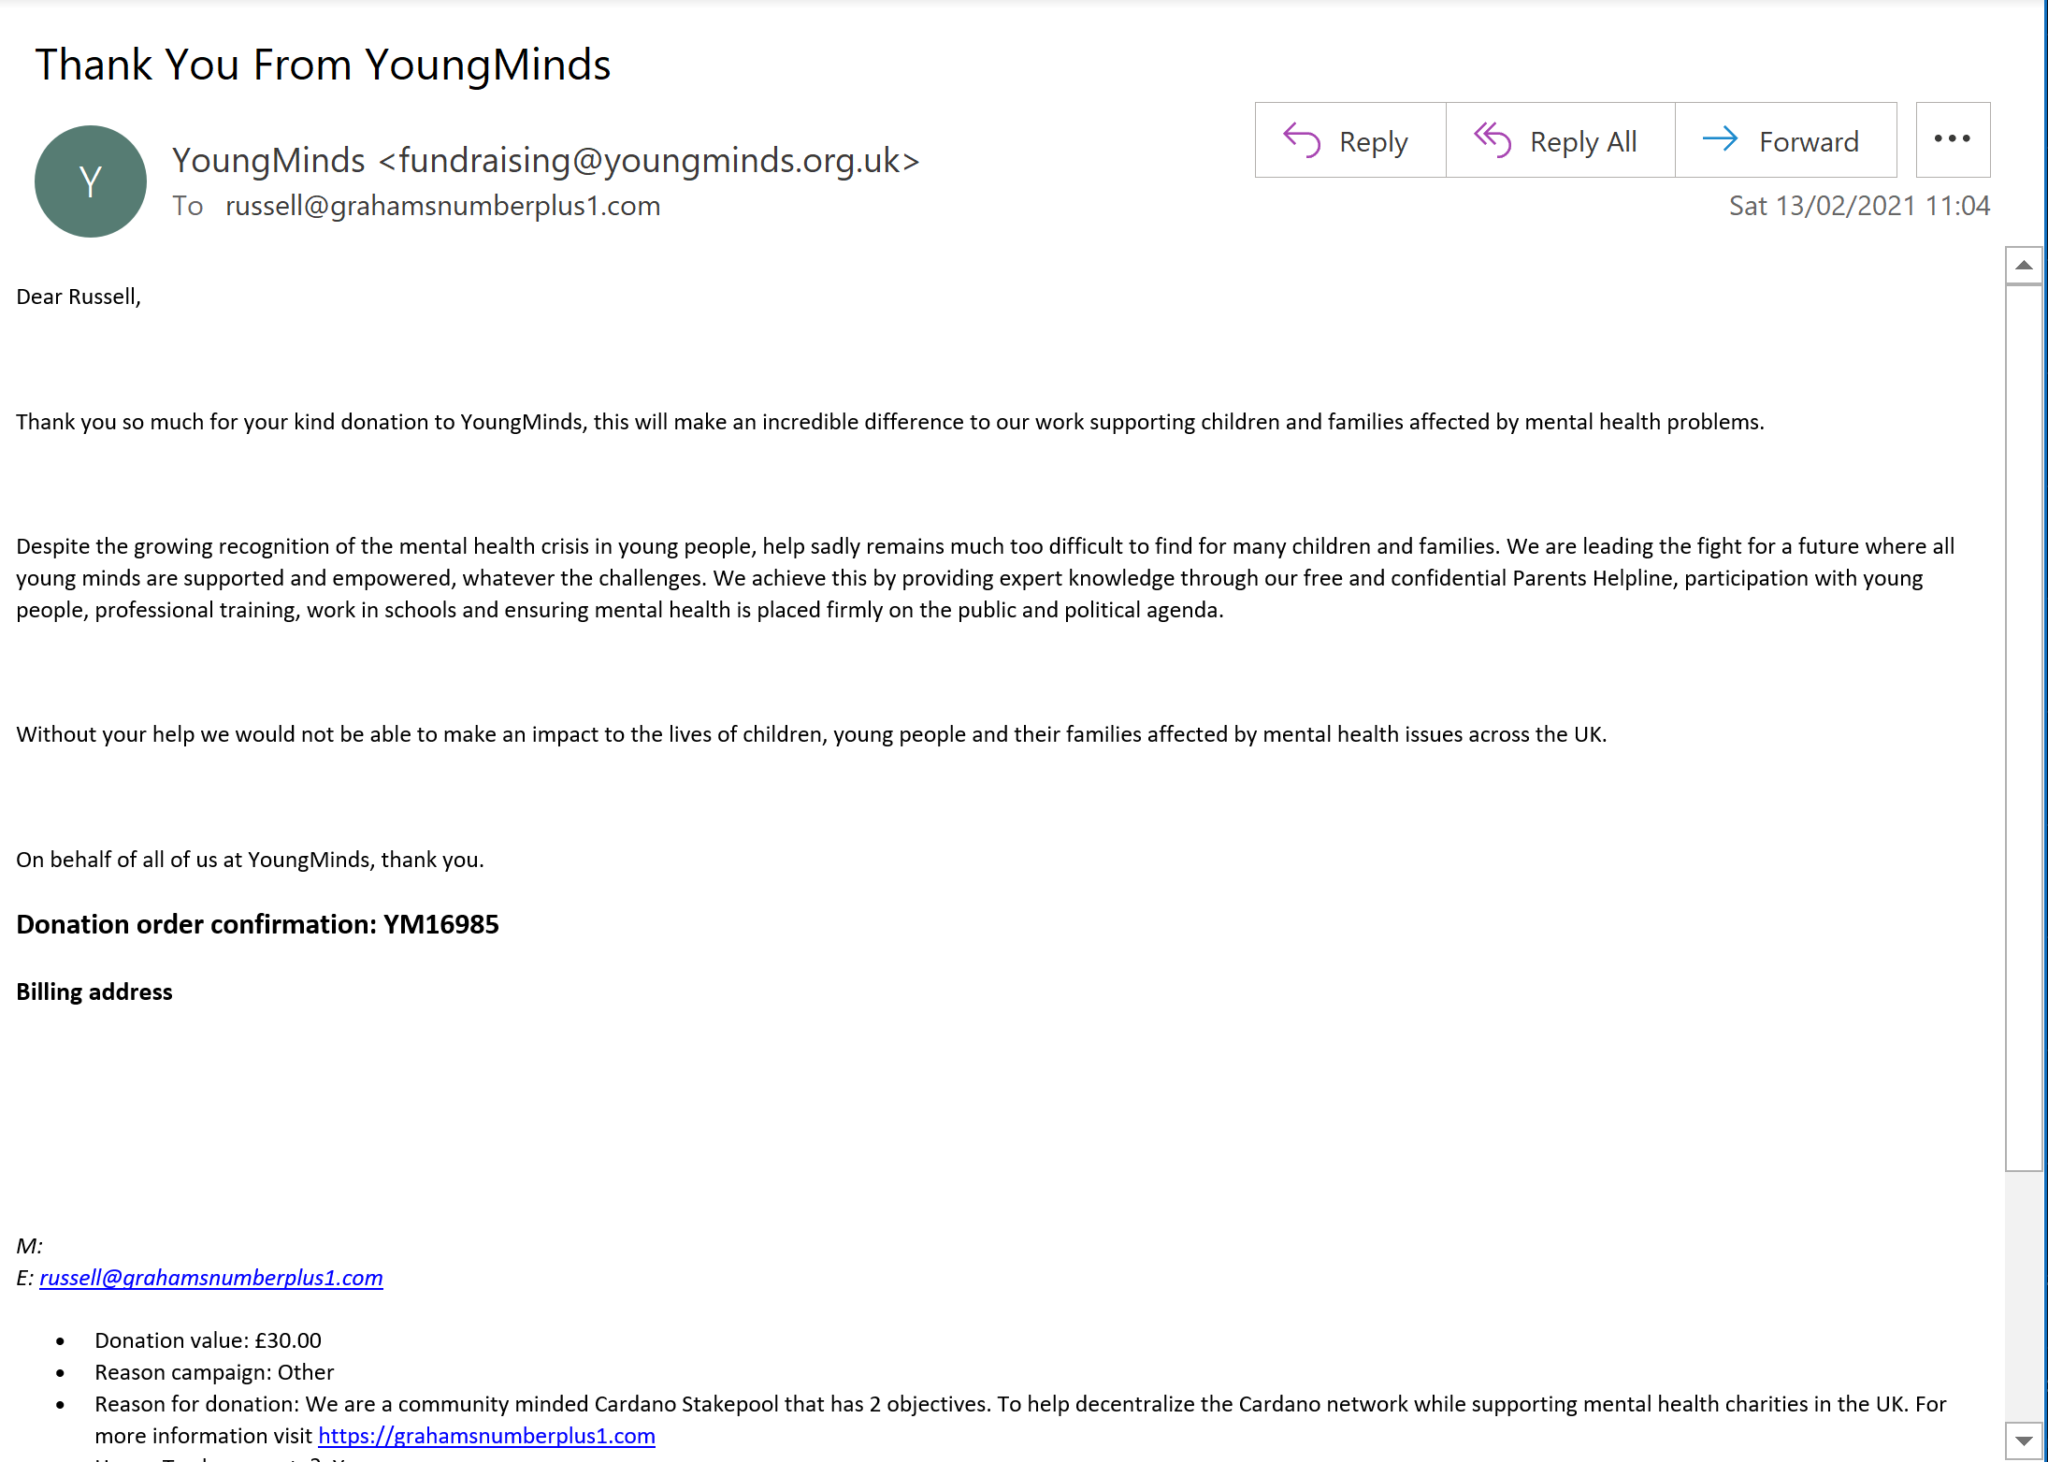 Thank You From YoungMinds
Y
YoungMinds <fundraising@youngminds.org.uk>
To russell@grahamsnumberplus1.com
Reply
Reply All
Forward
Sat 13/02/2021 11:04
Dear Russell,
Thank you so much for your kind donation to YoungMinds, this will make an incredible difference to our work supporting children and families affected by mental health problems.
Despite the growing recognition of the mental health crisis in young people, help sadly remains much too difficult to find for many children and families. We are leading the fight for a future where all
young minds are supported and empowered, whatever the challenges. We achieve this by providing expert knowledge through our free and confidential Parents Helpline, participation with young
people, professional training, work in schools and ensuring mental health is placed firmly on the public and political agenda.
Without your help we would not be able to make an impact to the lives of children, young people and their families affected by mental health issues across the UK.
On behalf of all of us at YoungMinds, thank you.
Donation order confirmation: YM16985
Billing address
M:
E: russell@grahamsnumberplus1.com
• Donation value: £30.00
• Reason campaign: Other
• Reason for donation: We are a community minded Cardano Stakepool that has 2 objectives. To help decentralize the Cardano network while supporting mental health charities in the UK. For
more information visit https://grahamsnumberplus1.com